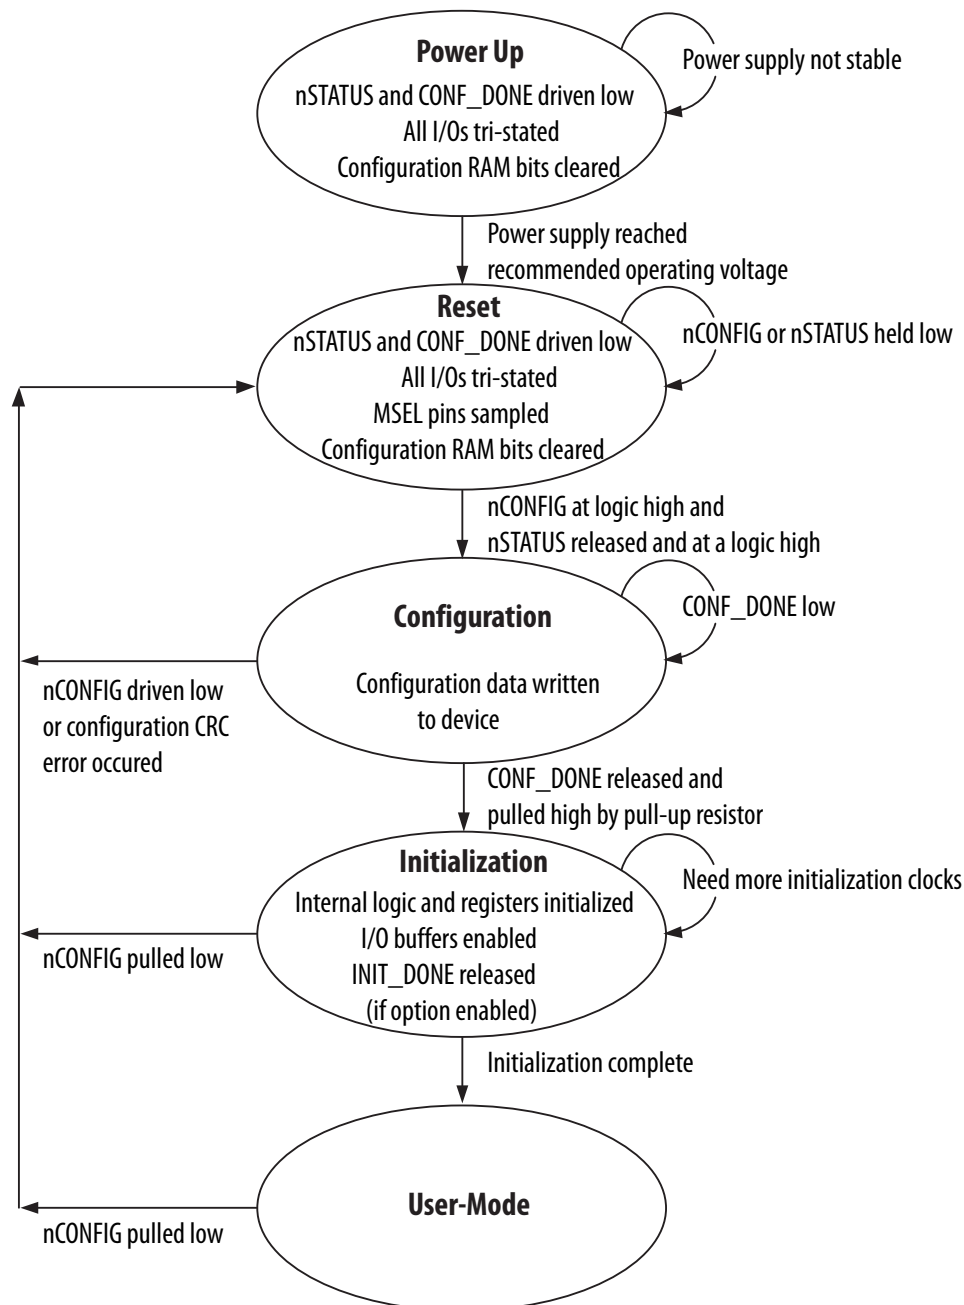 Power Up
nSTATUS and CONF_DONE driven low
All I/Os tri-stated
Configuration RAM bits cleared
Power supply not stable
Power supply reached
recommended operating voltage
Reset
nSTATUS and CONF_DONE driven low
All I/Os tri-stated
MSEL pins sampled
Configuration RAM bits cleared
nCONFIG or nSTATUS held low
nCONFIG at logic high and
nSTATUS released and at a logic high
Configuration
Configuration data written
to device
CONF_DONE low
nCONFIG driven low
or configuration CRC
error occured
CONF_DONE released and
pulled high by pull-up resistor
Initialization
Internal logic and registers initialized
I/O buffers enabled
INIT_DONE released
(if option enabled)
Need more initialization clocks
nCONFIG pulled low
Initialization complete
User-Mode
nCONFIG pulled low